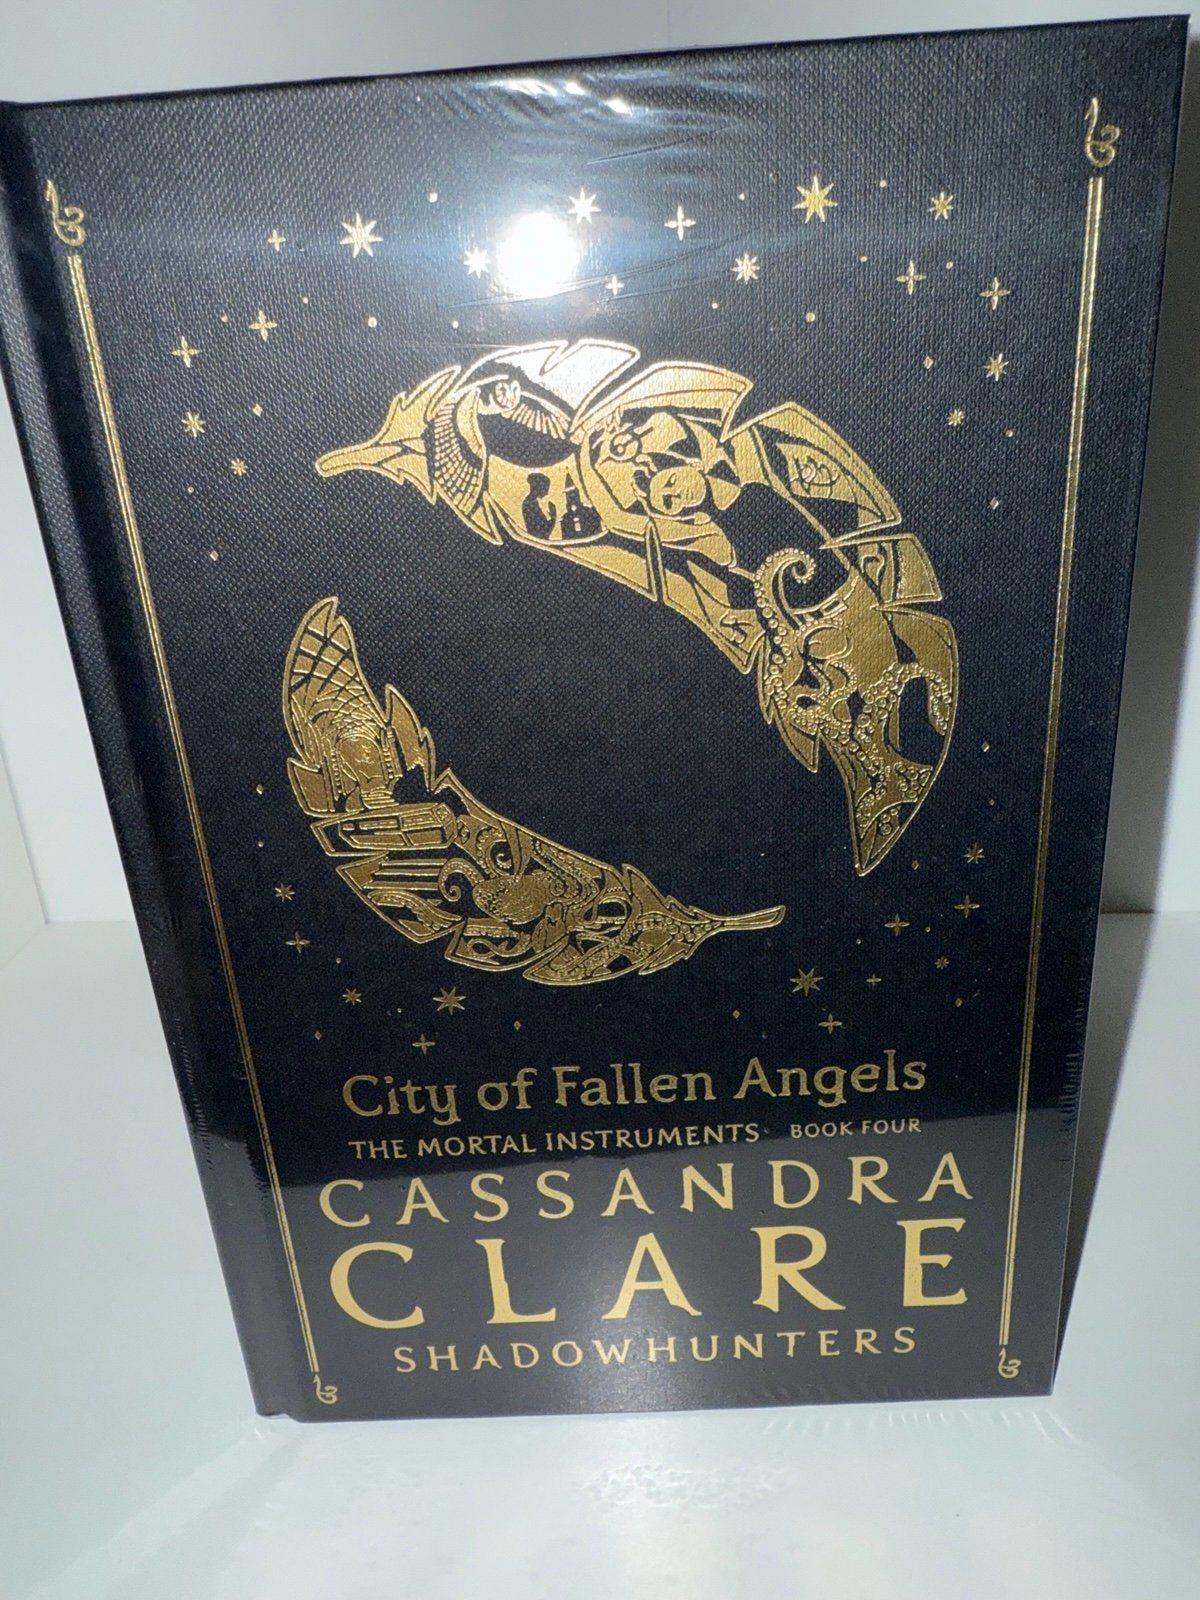 City of Fallen Angels
THE MORTAL INSTRUMENTS BOOK FOUR
CASSANDRA
CLARE
SHADOWHUNTERS